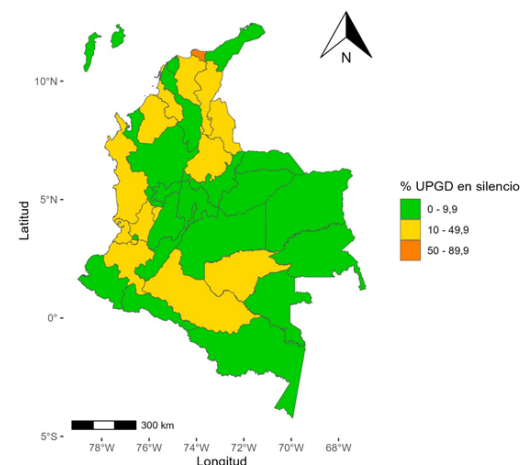 N
10°N
5°N
0°
5°S
Latitud
% UPGD en silencio
0 - 9,9
10 - 49,9
50 - 89,9
300 km
78°W 76°W 74°W 72°W 70°W 68°W
Longitud